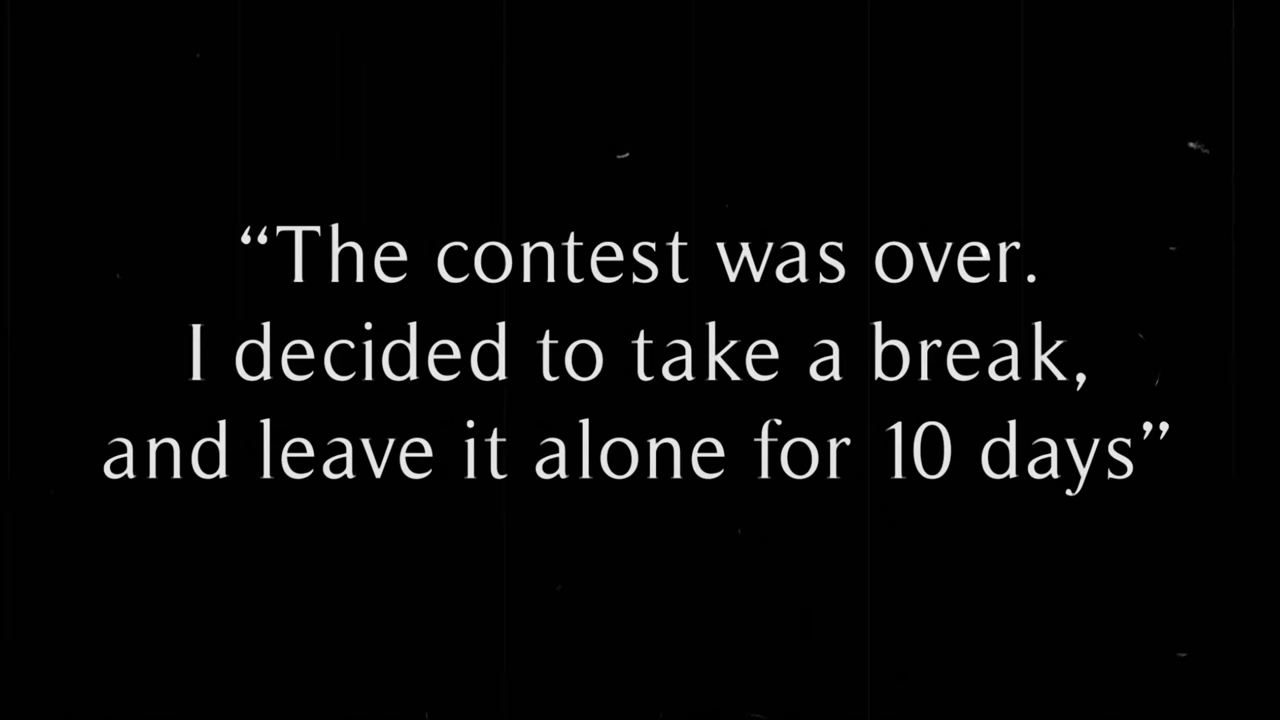 “The contest was over.
I decided to take a break,
and leave it alone for 10 days”